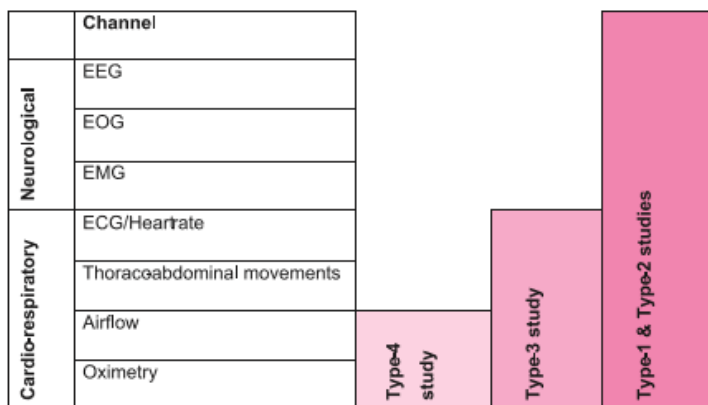 Channel
Neurological
EEG
EOG
EMG
Cardio-respiratory
ECG/Heartrate
Thoracoabdominal movements
Airflow
Oximetry
Type-4
study
Type-3 study
Type-1 & Type-2 studies